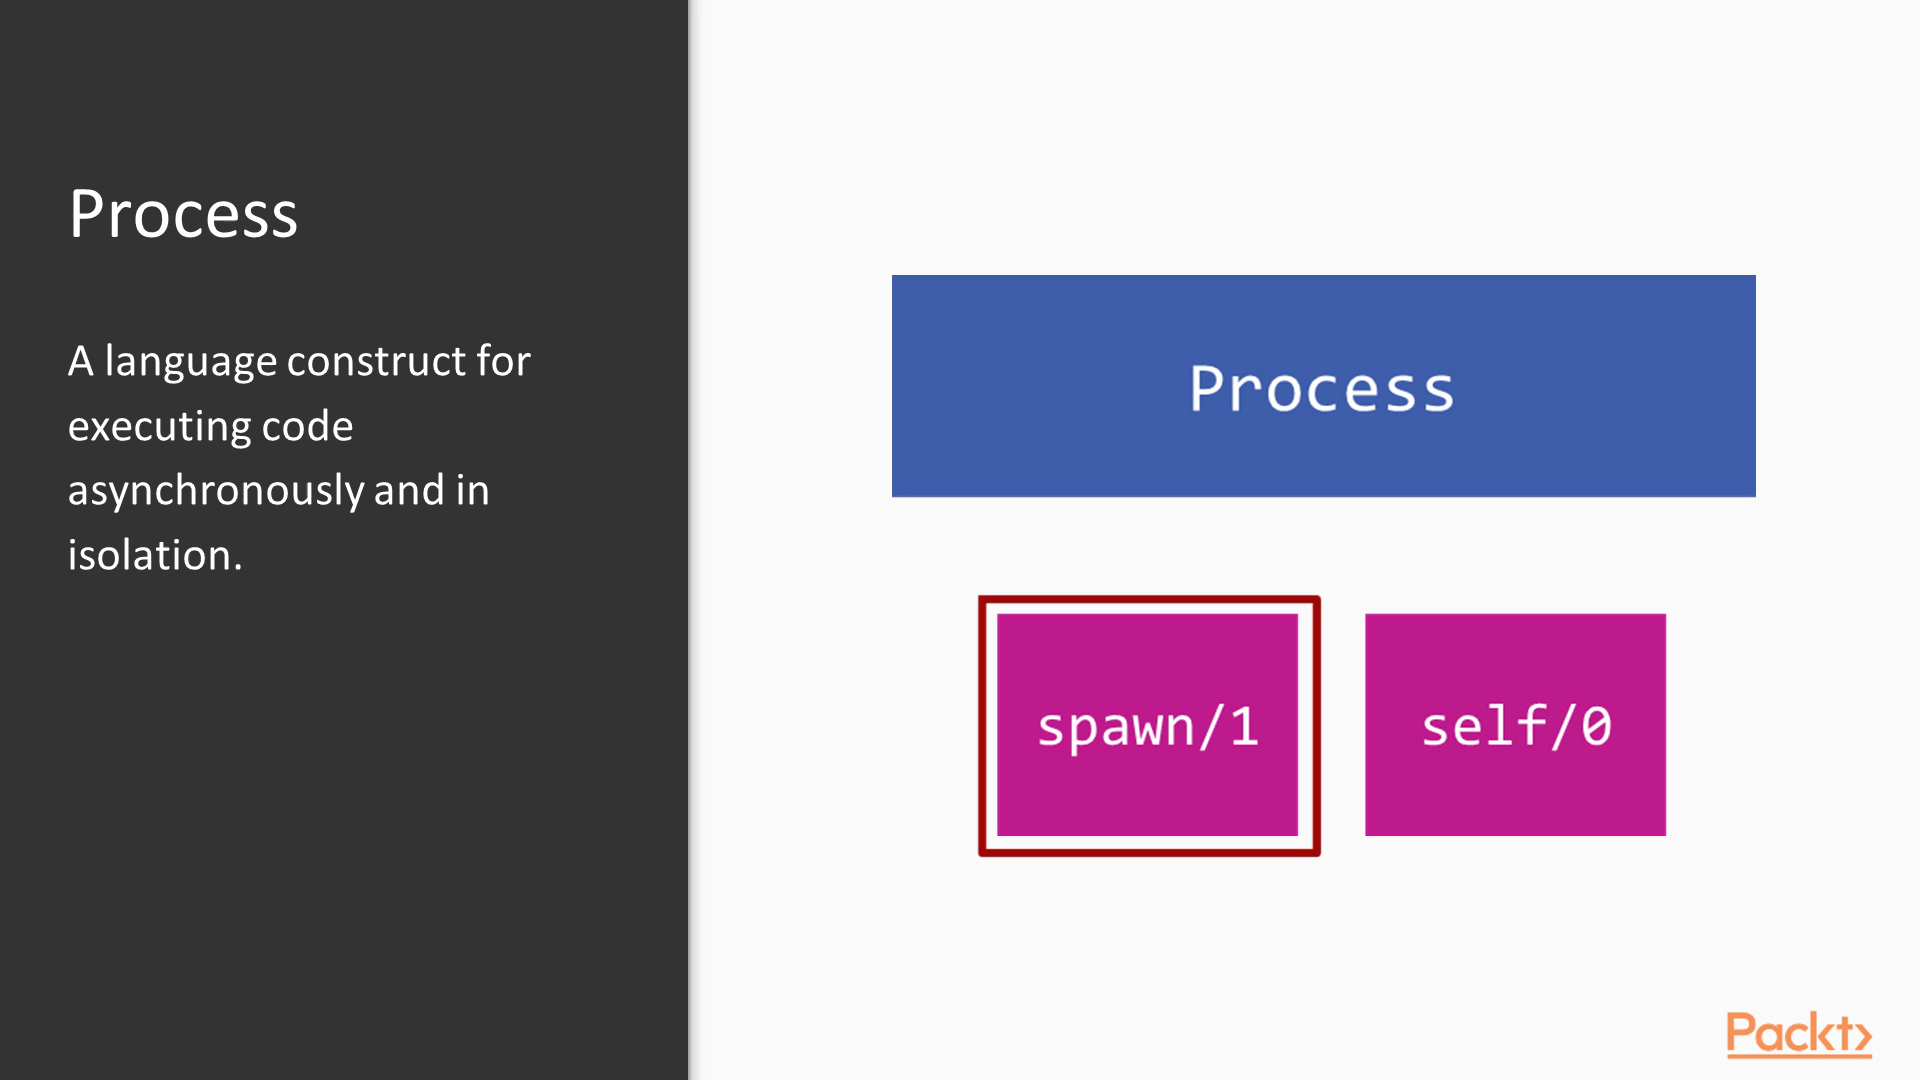 Process
A language construct for
executing code
asynchronously and in
isolation.
Process
spawn/1
self/0
Packt>